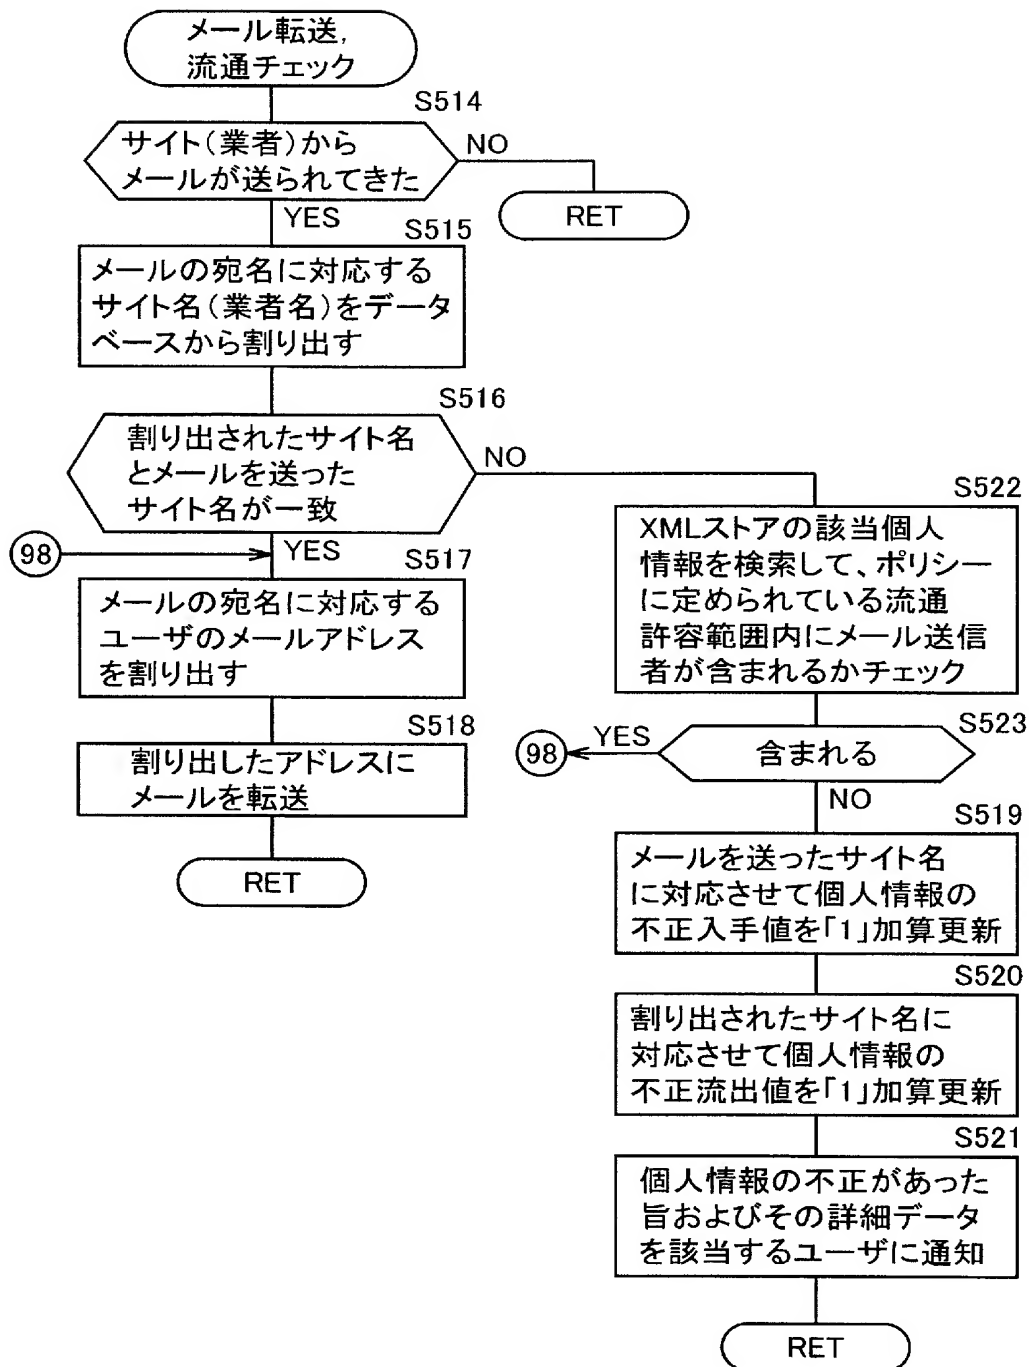 メール転送,
流通チェック
S514
サイト(業者)から
メールが送られてきた
NO
RET
YES
S515
メールの宛名に対応する
サイト名(業者名)をデータ
ベースから割り出す
S516
割り出されたサイト名
とメールを送った
サイト名が一致
NO
98
YES
S517
メールの宛名に対応する
ユーザのメールアドレス
を割り出す
S518
割り出したアドレスに
メールを転送
RET
S522
XMLストアの該当個人
情報を検索して、ポリシー
に定められている流通
許容範囲内にメール送信
者が含まれるかチェック
S523
98
YES
含まれる
NO
S519
メールを送ったサイト名
に対応させて個人情報の
不正入手値を「1」加算更新
S520
割り出されたサイト名に
対応させて個人情報の
不正流出値を「1」加算更新
S521
個人情報の不正があった
旨およびその詳細データ
を該当するユーザに通知
RET